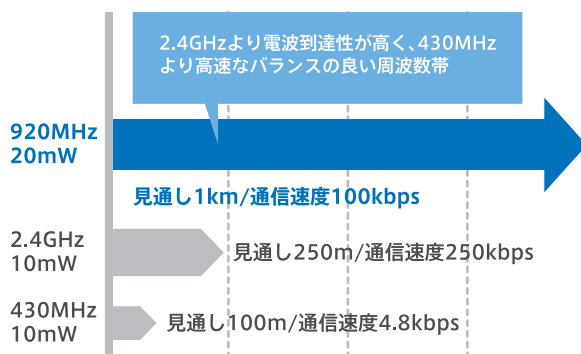 2.4GHzより電波到達性が高く、430MHz
より高速なバランスの良い周波数帯
920MHz
20mW
見通し1km/通信速度100kbps
2.4GHz
10mW
見通し250m/通信速度250kbps
430MHz
10mW
見通し100m/通信速度4.8kbps